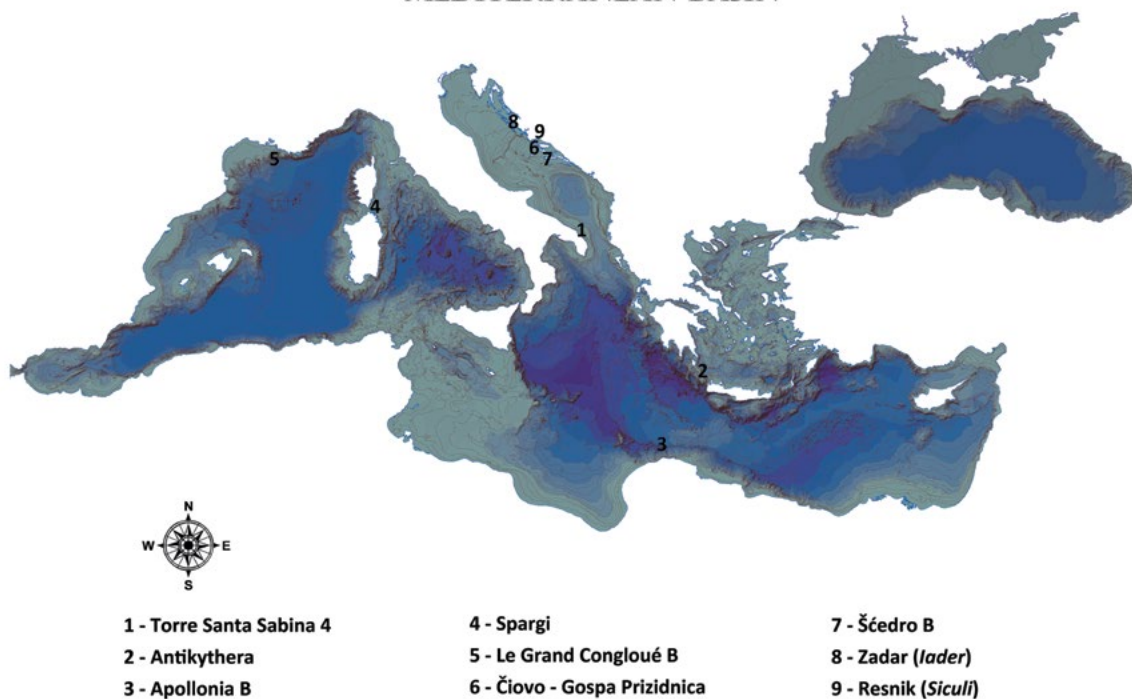 5
8
9
6
7
4
1
2
3
N
W E
S
1 - Torre Santa Sabina 4
2 - Antikythera
3 - Apollonia B
4 - Spargi
5 - Le Grand Congloué B
6 - Čiovo - Gospa Prizidnica
7 - Šćedro B
8 - Zadar (Iader)
9 - Resnik (Siculi)